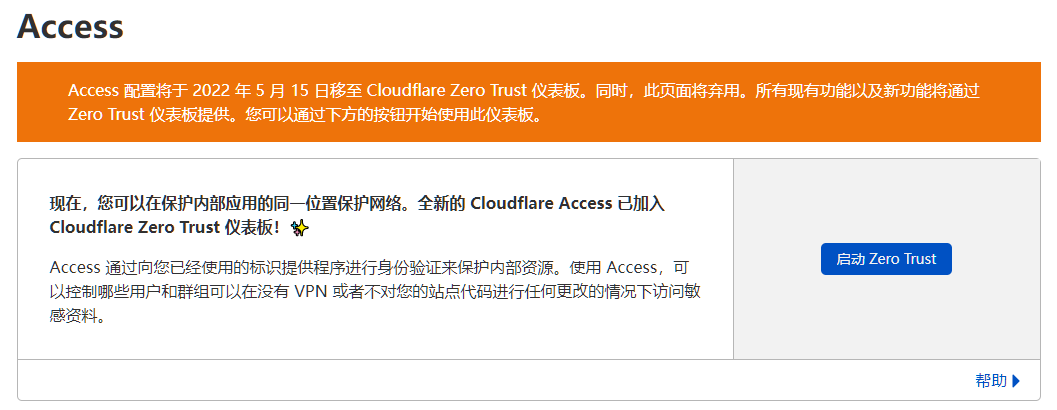 Access
Access 配置将于 2022 年 5 月 15 日移至 Cloudflare Zero Trust 仪表板。同时，此页面将弃用。所有现有功能以及新功能将通过
Zero Trust 仪表板提供。您可以通过下方的按钮开始使用此仪表板。
现在，您可以在保护内部应用的同一位置保护网络。全新的 Cloudflare Access 已加入
Cloudflare Zero Trust 仪表板！✨
Access 通过向您已经使用的标识提供程序进行身份验证来保护内部资源。使用 Access，可
以控制哪些用户和群组可以在没有 VPN 或者不对您的站点代码进行任何更改的情况下访问敏
感资料。
启动 Zero Trust
帮助